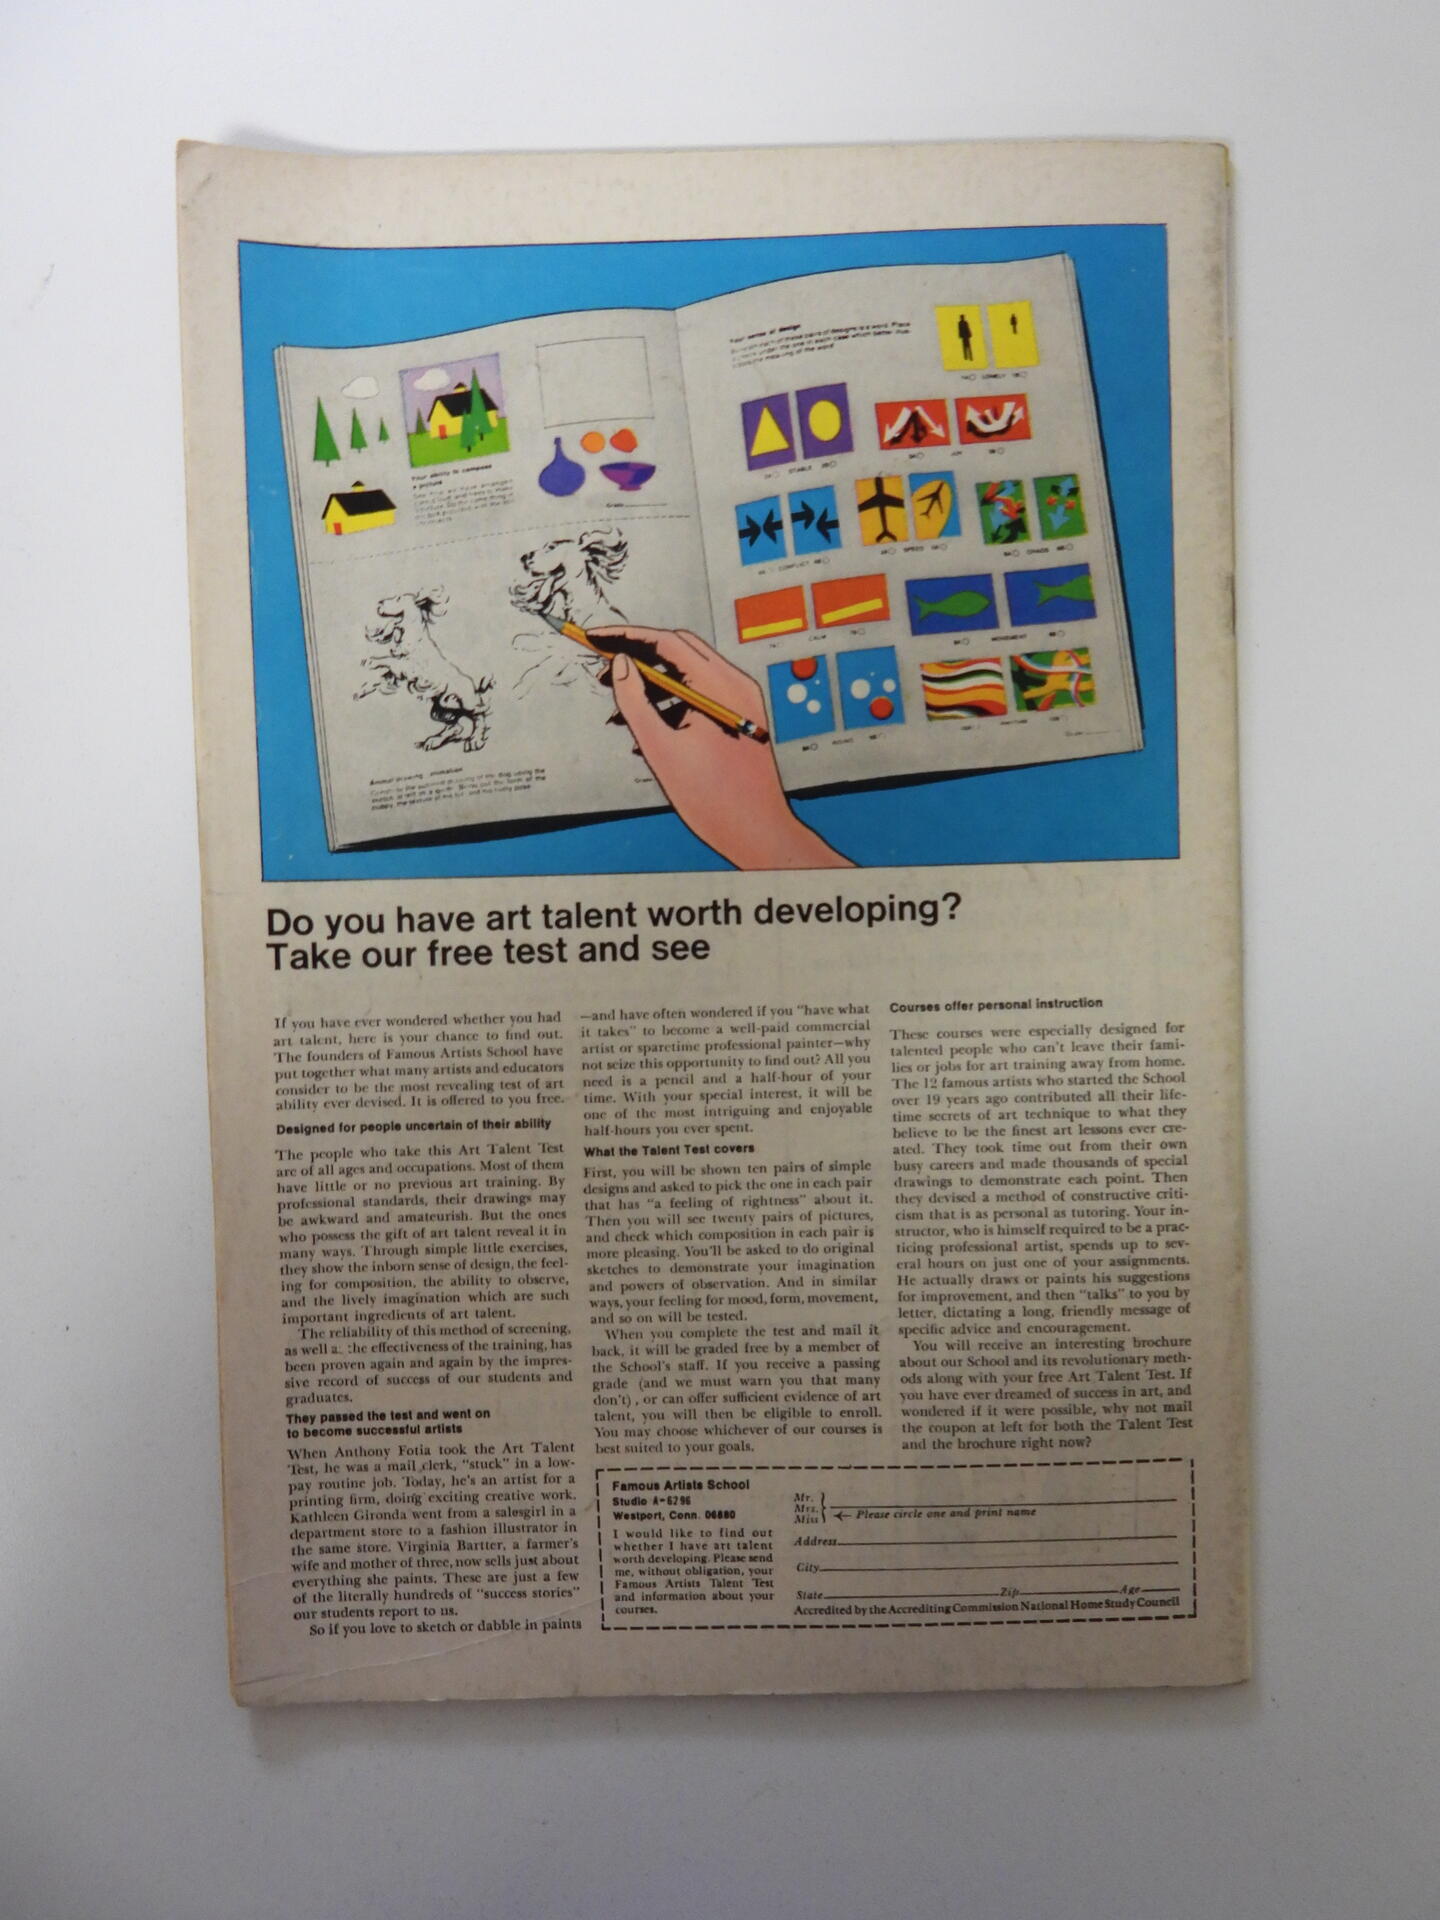 Your sense of design
LONELY
STABLE
JOY
CONFLICT
SPEED
CHAOS
CALM
MOVEMENT
RISING
RHYTHM
Your ability to compose
a picture
Animal drawing animation
Do you have art talent worth developing?
Take our free test and see
If you have ever wondered whether you had
art talent, here is your chance to find out.
The founders of Famous Artists School have
put together what many artists and educators
consider to be the most revealing test of art
ability ever devised. It is offered to you free.
Designed for people uncertain of their ability
The people who take this Art Talent Test
are of all ages and occupations. Most of them
have little or no previous art training. By
professional standards, their drawings may
be awkward and amateurish. But the ones
who possess the gift of art talent reveal it in
many ways. Through simple little exercises,
they show the inborn sense of design, the feel-
ing for composition, the ability to observe,
and the lively imagination which are such
important ingredients of art talent.
The reliability of this method of screening,
as well as the effectiveness of the training, has
been proven again and again by the impres-
sive record of success of our students and
graduates.
They passed the test and went on
to become successful artists
When Anthony Fotia took the Art Talent
Test, he was a mail clerk, "stuck" in a low-
pay routine job. Today, he's an artist for a
printing firm, doing exciting creative work.
Kathleen Gironda went from a salesgirl in a
department store to a fashion illustrator in
the same store. Virginia Bartter, a farmer's
wife and mother of three, now sells just about
everything she paints. These are just a few
of the literally hundreds of "success stories"
our students report to us.
So if you love to sketch or dabble in paints
—and have often wondered if you "have what
it takes" to become a well-paid commercial
artist or sparetime professional painter—why
not seize this opportunity to find out? All you
need is a pencil and a half-hour of your
time. With your special interest, it will be
one of the most intriguing and enjoyable
half-hours you ever spent.
What the Talent Test covers
First, you will be shown ten pairs of simple
designs and asked to pick the one in each pair
that has "a feeling of rightness" about it.
Then you will see twenty pairs of pictures,
and check which composition in each pair is
more pleasing. You'll be asked to do original
sketches to demonstrate your imagination
and powers of observation. And in similar
ways, your feeling for mood, form, movement,
and so on will be tested.
When you complete the test and mail it
back, it will be graded free by a member of
the School's staff. If you receive a passing
grade (and we must warn you that many
don't), or can offer sufficient evidence of art
talent, you will then be eligible to enroll.
You may choose whichever of our courses is
best suited to your goals.
Courses offer personal instruction
These courses were especially designed for
talented people who can't leave their fami-
lies or jobs for art training away from home.
The 12 famous artists who started the School
over 19 years ago contributed all their life-
time secrets of art technique to what they
believe to be the finest art lessons ever cre-
ated. They took time out from their own
busy careers and made thousands of special
drawings to demonstrate each point. Then
they devised a method of constructive criti-
cism that is as personal as tutoring. Your in-
structor, who is himself required to be a prac-
ticing professional artist, spends up to sev-
eral hours on just one of your assignments.
He actually draws or paints his suggestions
for improvement, and then "talks" to you by
letter, dictating a long, friendly message of
specific advice and encouragement.
You will receive an interesting brochure
about our School and its revolutionary meth-
ods along with your free Art Talent Test. If
you have ever dreamed of success in art, and
wondered if it were possible, why not mail
the coupon at left for both the Talent Test
and the brochure right now?
Famous Artists School
Studio A-6296
Westport, Conn. 06880
I would like to find out
whether I have art talent
worth developing. Please send
me, without obligation, your
Famous Artists Talent Test
and information about your
courses.
Mr.
Mrs.
Miss
Please circle one and print name
Address
City
State Zip Age
Accredited by the Accrediting Commission National Home Study Council